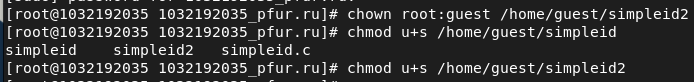 [root@1032192035 1032192035_pfur.ru]# chown root:guest /home/guest/simpleid2
[root@1032192035 1032192035_pfur.ru]# chmod u+s /home/guest/simpleid
simpleid simpleid2 simpleid.c
[root@1032192035 1032192035_pfur.ru]# chmod u+s /home/guest/simpleid2